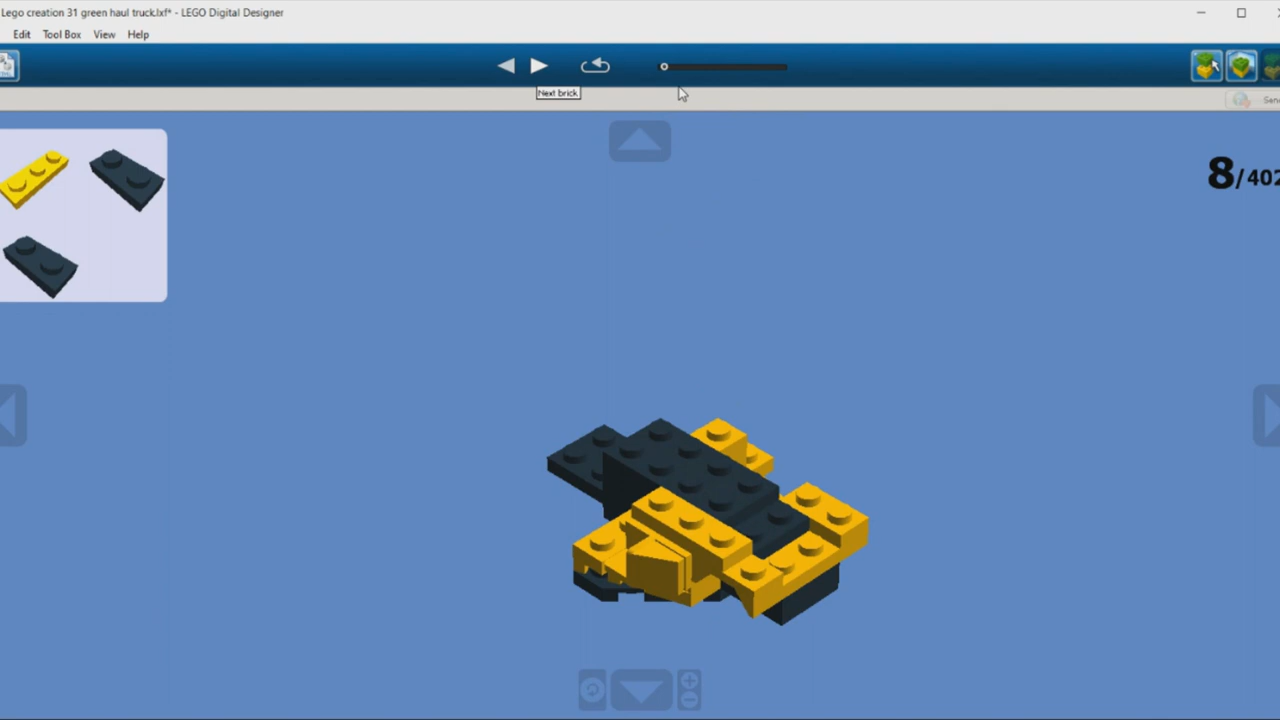 Lego creation 31 green haul truck.lxf* - LEGO Digital Designer
Edit Tool Box View Help
Next brick
8/402